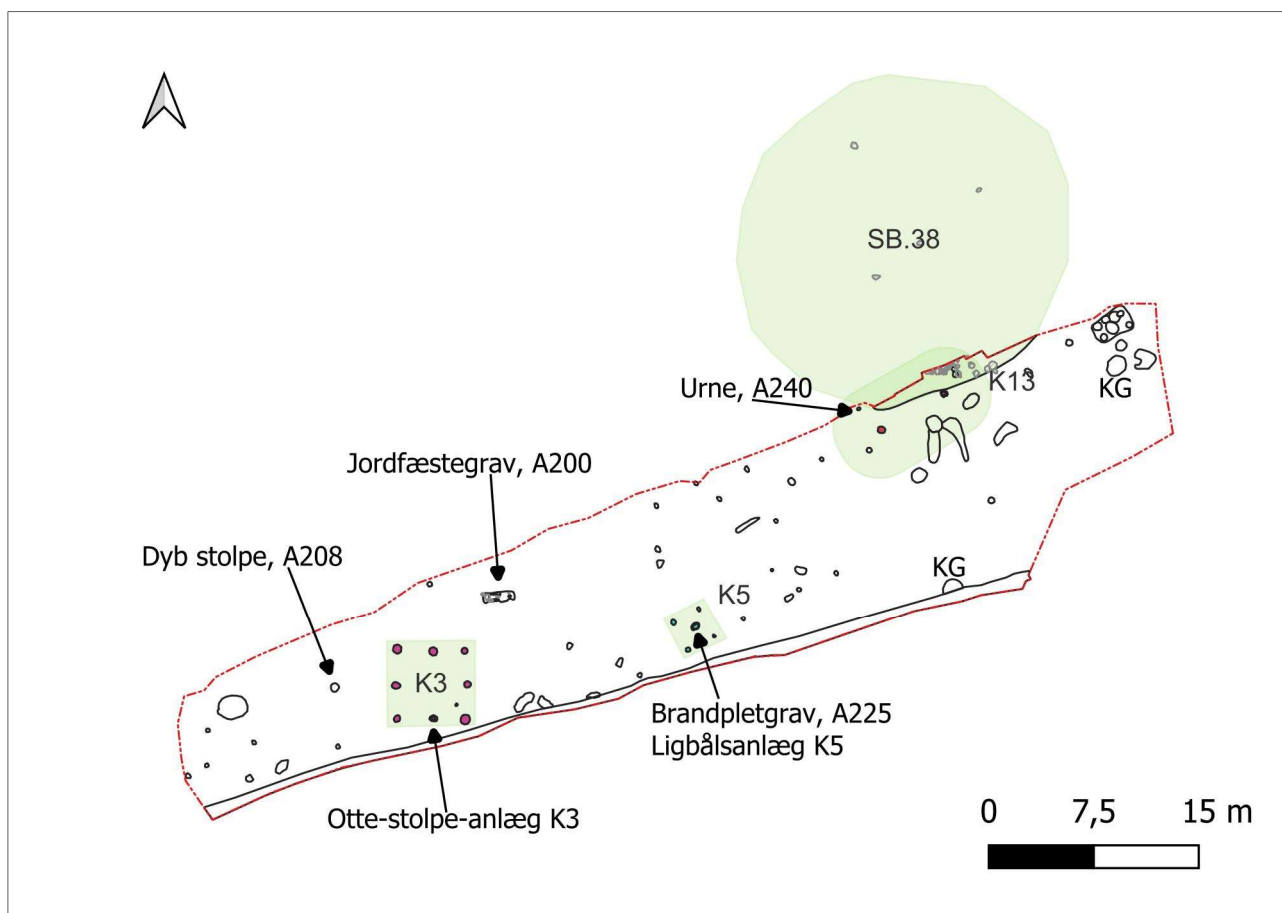 SB.38
K13
KG
Urne, A240
Jordfæstegrav, A200
Dyb stolpe, A208
KG
K5
K3
Brandpletgrav, A225
Ligbålsanlæg K5
Otte-stolpe-anlæg K3
0 7,5 15 m